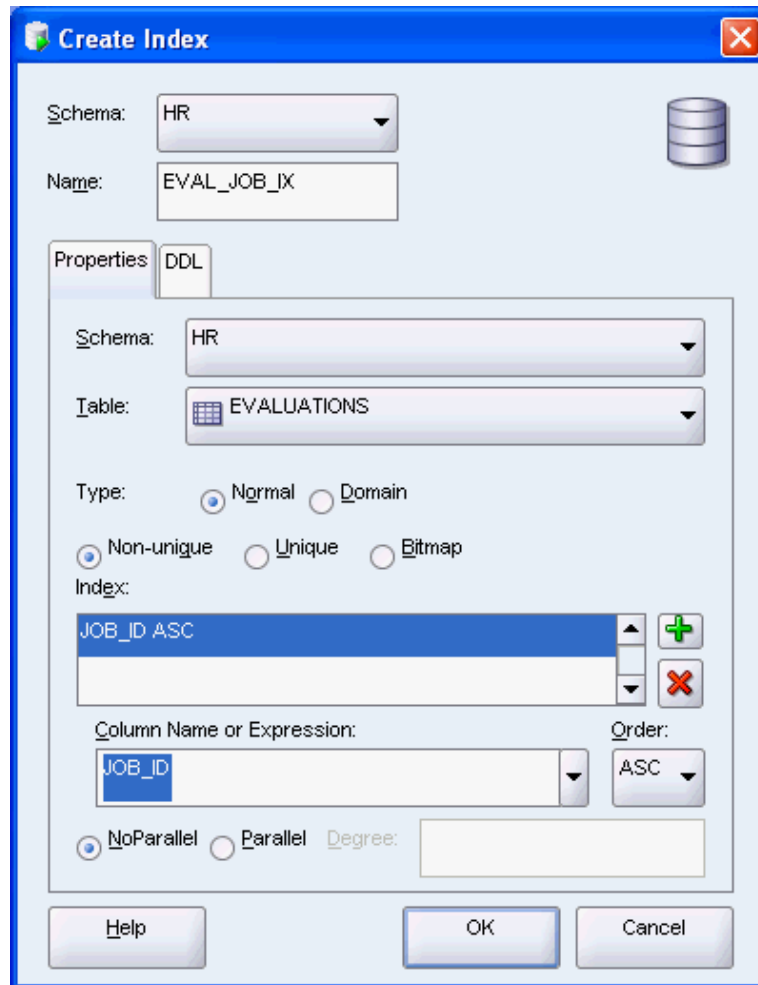 Create Index
Schema: HR
Name: EVAL_JOB_IX
Properties DDL
Schema: HR
Table: EVALUATIONS
Type: Normal Domain
Non-unique Unique Bitmap
Index:
JOB_ID ASC
Column Name or Expression: Order:
JOB_ID ASC
NoParallel Parallel Degree:
Help OK Cancel